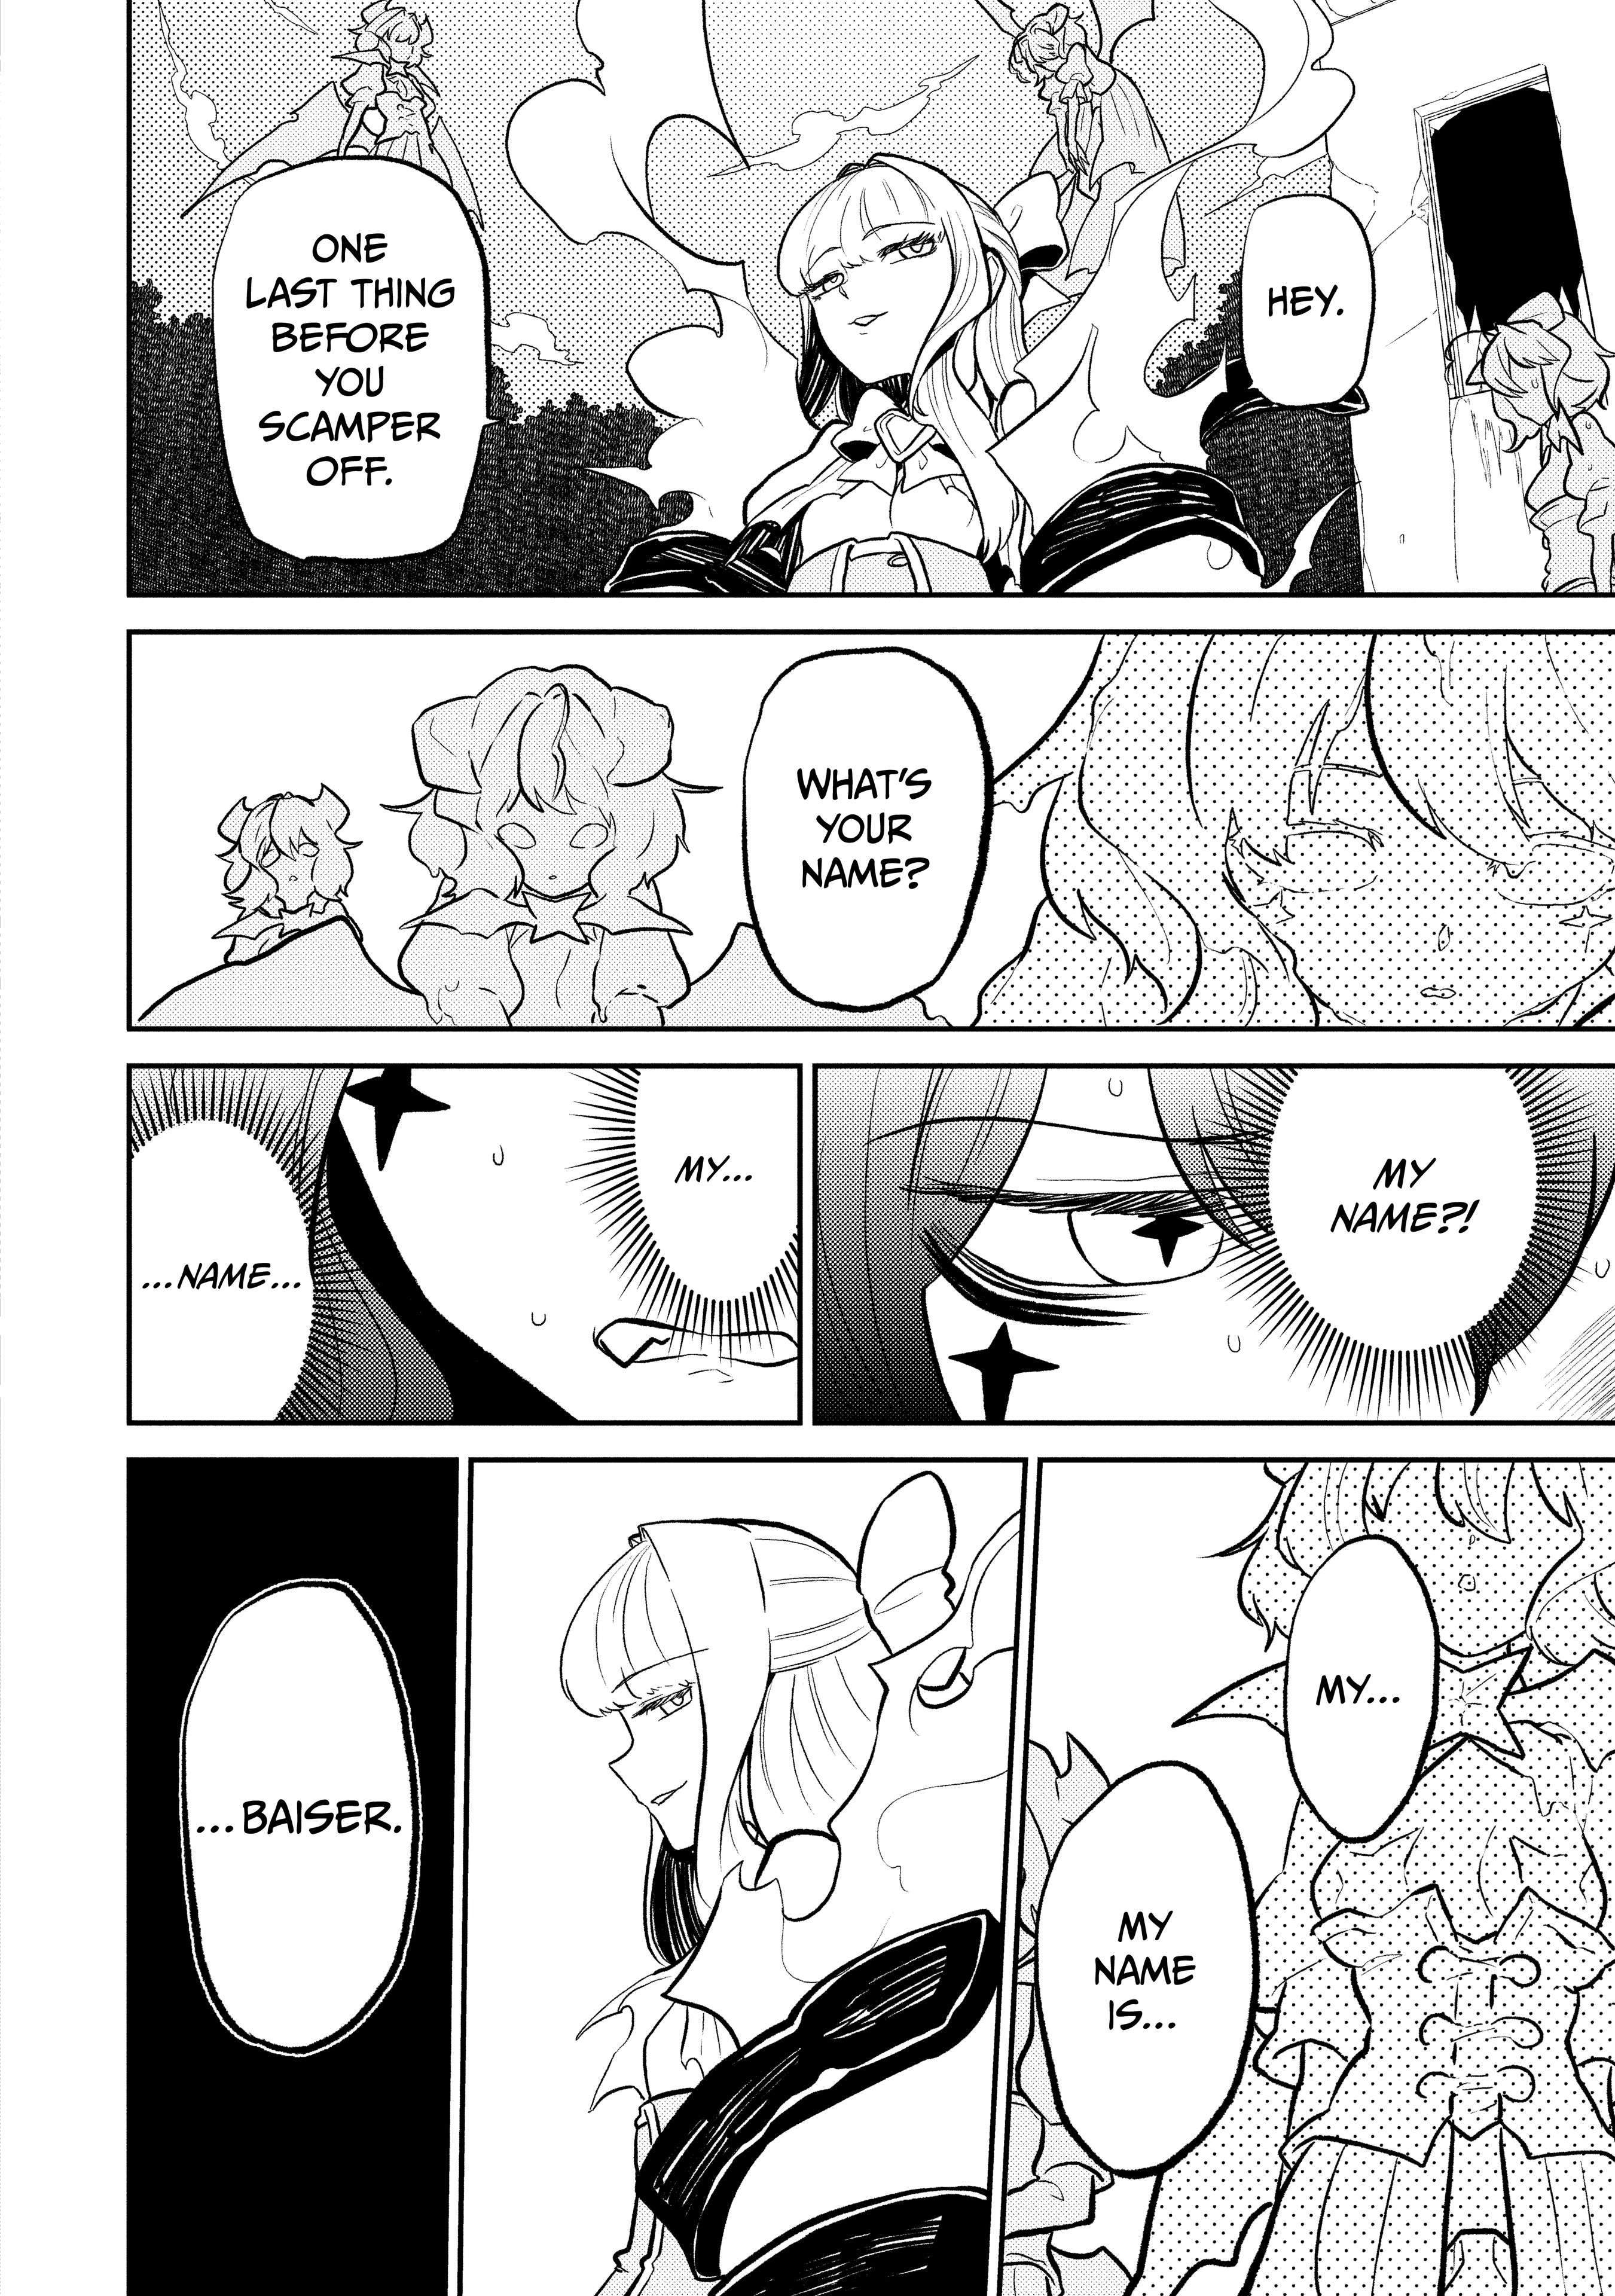 HEY.
ONE
LAST THING
BEFORE
YOU
SCAMPER
OFF.
WHAT'S
YOUR
NAME?
MY
NAME?!
MY...
...NAME...
MY...
MY
NAME
IS...
...BAISER.